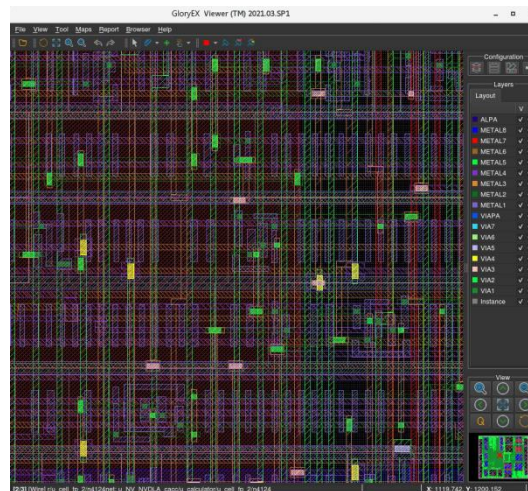 GloryEX Viewer (TM) 2021.03.SP1
File View Tool Maps Report Browser Help
Configuration
Layers
Layout
V
ALPA
METAL8
METAL7
METAL6
METAL5
METAL4
METAL3
METAL2
METAL1
VIAPA
VIA7
VIA6
VIA5
VIA4
VIA3
VIA2
VIA1
Instance
View
X: 1119.742 Y: 1200.152